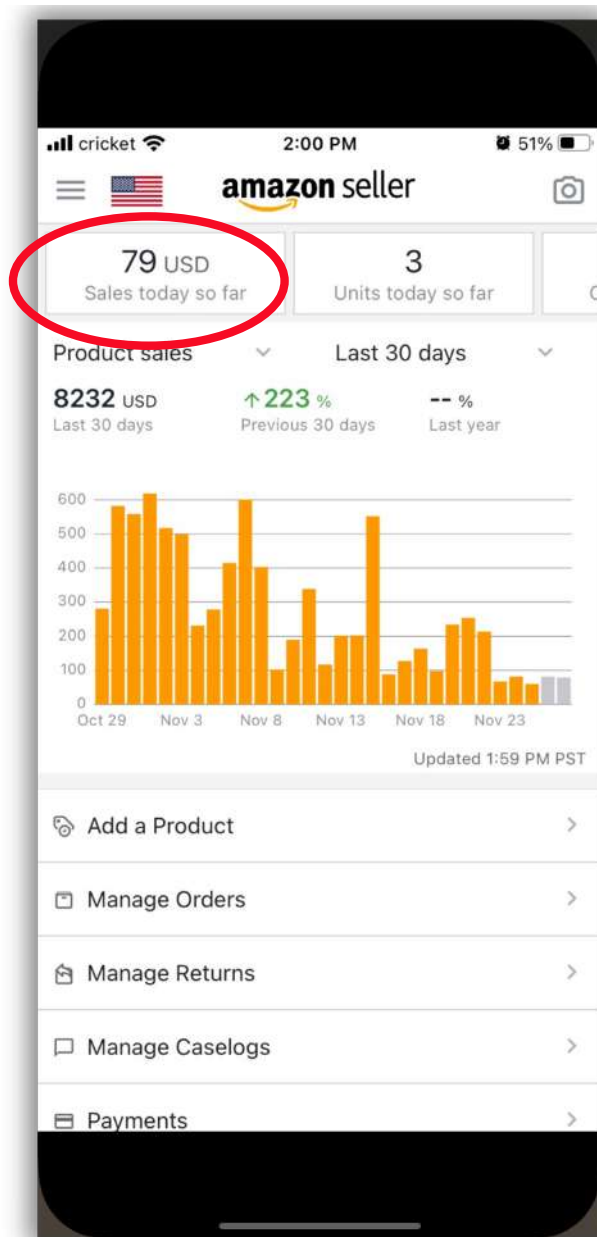 cricket 2:00 PM 51%
amazon seller
79 USD 3
Sales today so far Units today so far
Product sales Last 30 days
8232 USD ↑223 % -- %
Last 30 days Previous 30 days Last year
600
500
400
300
200
100
0
Oct 29 Nov 3 Nov 8 Nov 13 Nov 18 Nov 23
Updated 1:59 PM PST
Add a Product
Manage Orders
Manage Returns
Manage Caselogs
Payments